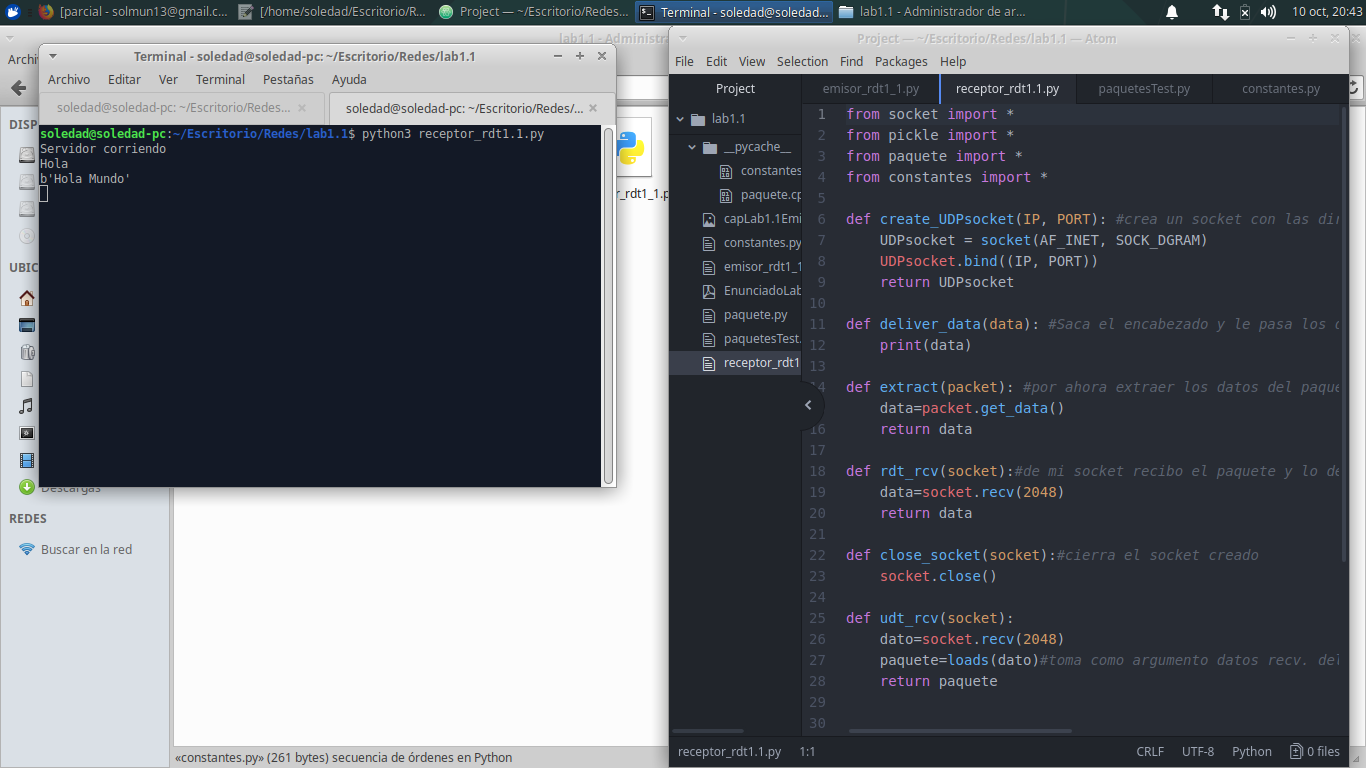 [parcial - solmun13@gmail.c...
[/home/soledad/Escritorio/R...
Project — ~/Escritorio/Redes...
Terminal - soledad@soledad...
lab1.1 - Administrador de ar...
10 oct, 20:43
lab1.1 - Administra
Archi
DISP
UBIC
Descargas
REDES
Buscar en la red
r_rdt1_1.p
«constantes.py» (261 bytes) secuencia de órdenes en Python
Terminal - soledad@soledad-pc: ~/Escritorio/Redes/lab1.1
Archivo Editar Ver Terminal Pestañas Ayuda
soledad@soledad-pc: ~/Escritorio/Redes...
soledad@soledad-pc: ~/Escritorio/Redes/...
soledad@soledad-pc:~/Escritorio/Redes/lab1.1$ python3 receptor_rdt1.1.py
Servidor corriendo
Hola
b'Hola Mundo'
Project — ~/Escritorio/Redes/lab1.1 — Atom
File Edit View Selection Find Packages Help
Project
lab1.1
__pycache__
constantes
paquete.cp
capLab1.1Emi
constantes.py
emisor_rdt1_1
EnunciadoLab
paquete.py
paquetesTest.
receptor_rdt1
emisor_rdt1_1.py
receptor_rdt1.1.py
paquetesTest.py
constantes.py
1 from socket import *
2 from pickle import *
3 from paquete import *
4 from constantes import *
5
6 def create_UDPsocket(IP, PORT): #crea un socket con las dir
7 UDPsocket = socket(AF_INET, SOCK_DGRAM)
8 UDPsocket.bind((IP, PORT))
9 return UDPsocket
10
11 def deliver_data(data): #Saca el encabezado y le pasa los d
12 print(data)
13
14 def extract(packet): #por ahora extraer los datos del paque
data=packet.get_data()
16 return data
17
18 def rdt_rcv(socket):#de mi socket recibo el paquete y lo de
19 data=socket.recv(2048)
20 return data
21
22 def close_socket(socket):#cierra el socket creado
23 socket.close()
24
25 def udt_rcv(socket):
26 dato=socket.recv(2048)
27 paquete=loads(dato)#toma como argumento datos recv. del
28 return paquete
29
30
receptor_rdt1.1.py 1:1
CRLF UTF-8 Python 0 files